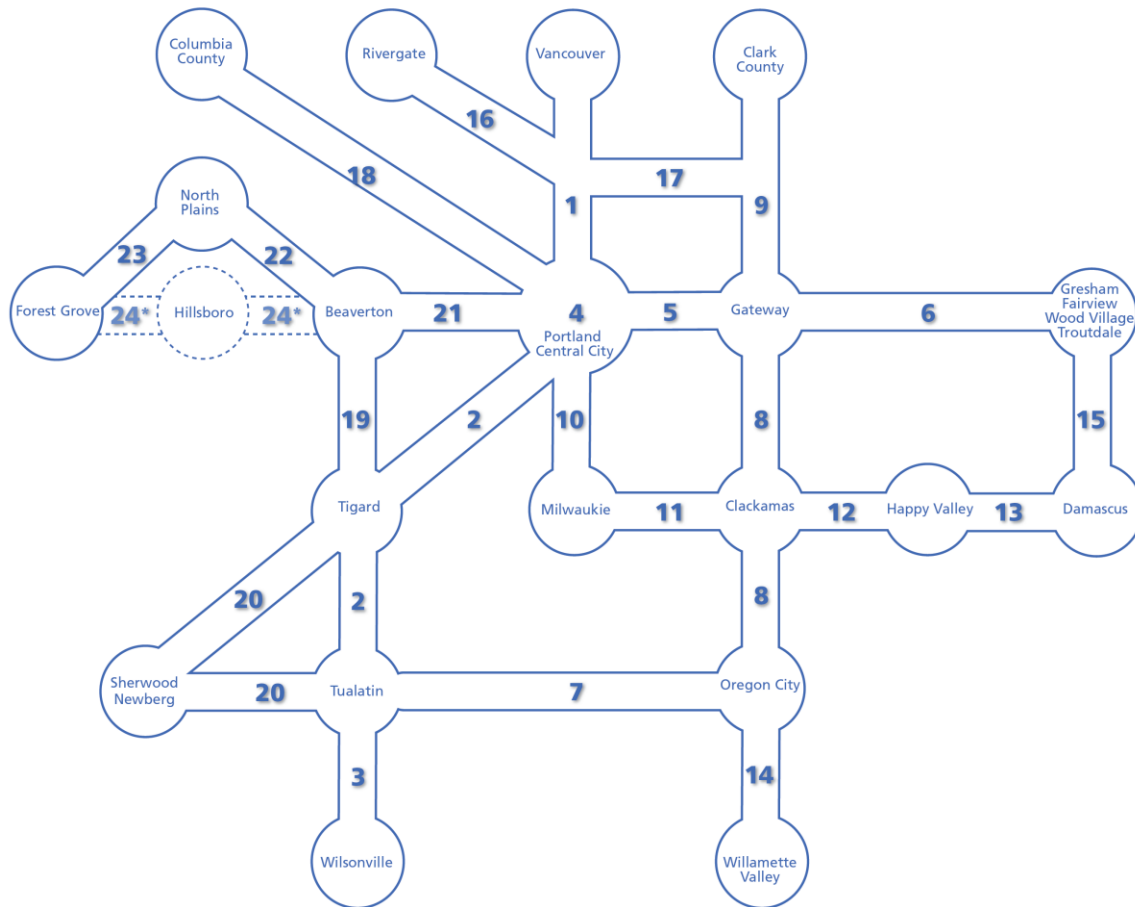 Columbia
County
Rivergate
Vancouver
Clark
County
16
18
17
North
Plains
1
9
23
22
Forest Grove
24*
Hillsboro
24*
Beaverton
21
4
Portland
Central City
5
Gateway
6
Gresham
Fairview
Wood Village
Troutdale
19
2
10
8
15
Tigard
Milwaukie
11
Clackamas
12
Happy Valley
13
Damascus
20
2
8
Sherwood
Newberg
20
Tualatin
7
Oregon City
3
14
Wilsonville
Willamette
Valley